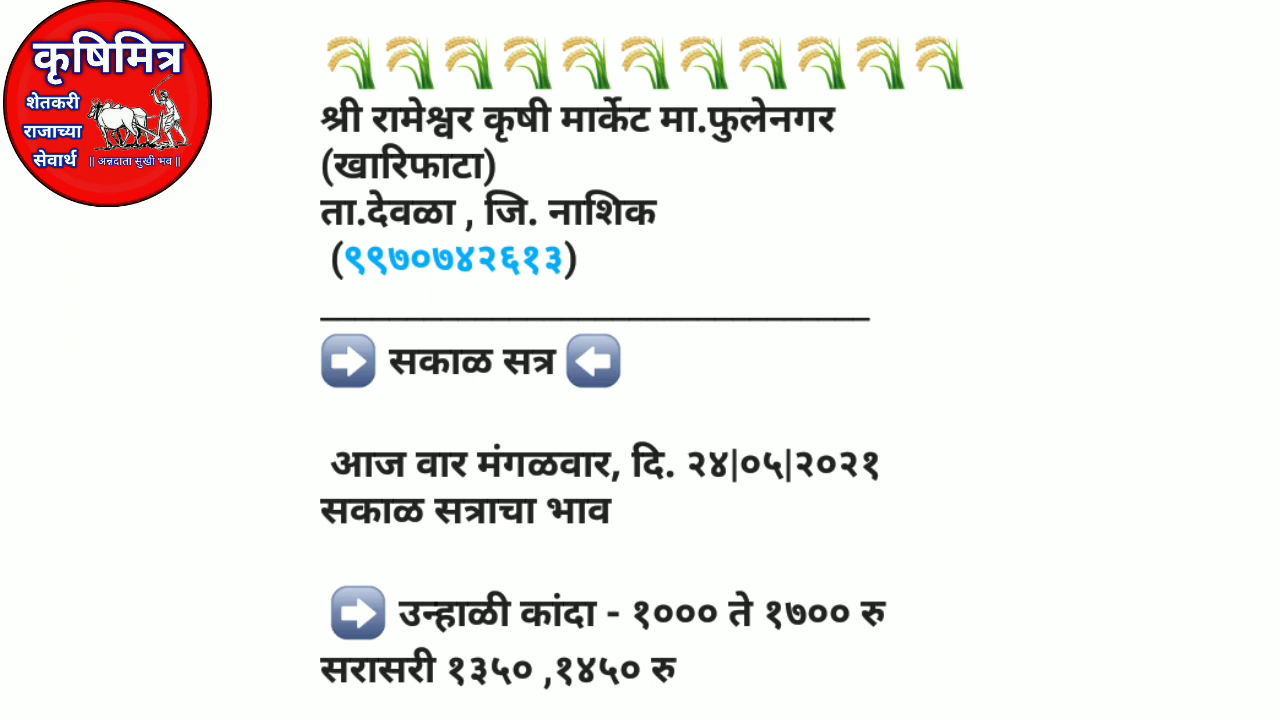 कृषिमित्र
शेतकरी
राजाच्या
सेवार्थ
|| अन्नदाता सुखी भव ||
श्री रामेश्वर कृषी मार्केट मा.फुलेनगर
(खारिफाटा)
ता.देवळा , जि. नाशिक
(९९७०७४२६१३)
________________________________
सकाळ सत्र
आज वार मंगळवार, दि. २४|०५|२०२१
सकाळ सत्राचा भाव
उन्हाळी कांदा - १००० ते १७०० रु
सरासरी १३५० ,१४५० रु